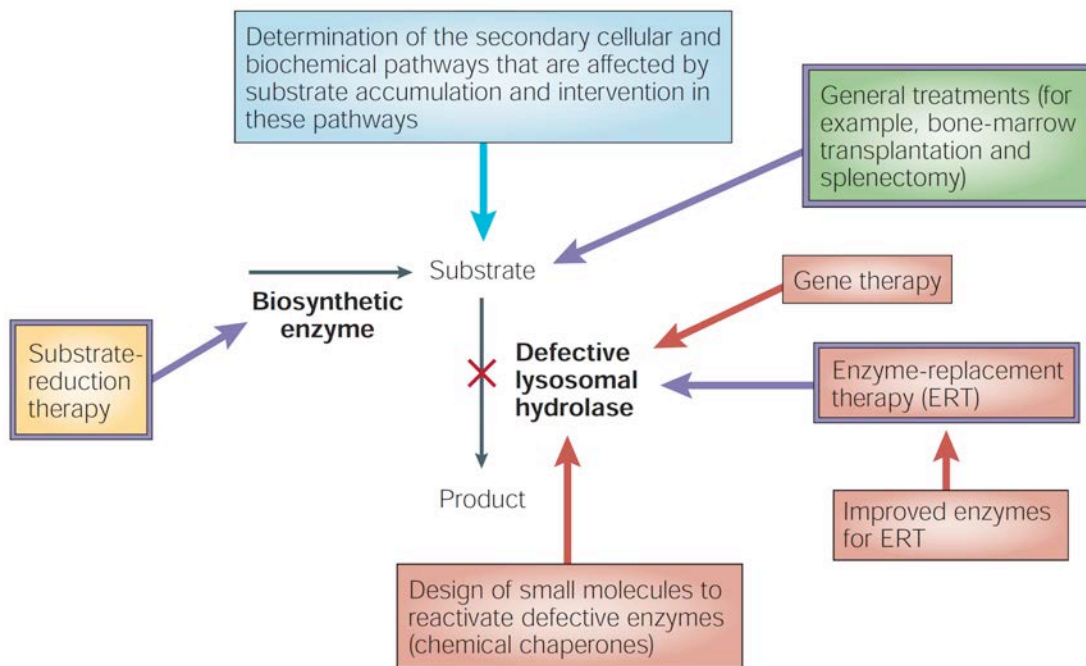 Determination of the secondary cellular and
biochemical pathways that are affected by
substrate accumulation and intervention in
these pathways
General treatments (for
example, bone-marrow
transplantation and
splenectomy)
Substrate
Gene therapy
Biosynthetic
enzyme
Substrate-
reduction
therapy
Defective
lysosomal
hydrolase
Enzyme-replacement
therapy (ERT)
Product
Improved enzymes
for ERT
Design of small molecules to
reactivate defective enzymes
(chemical chaperones)